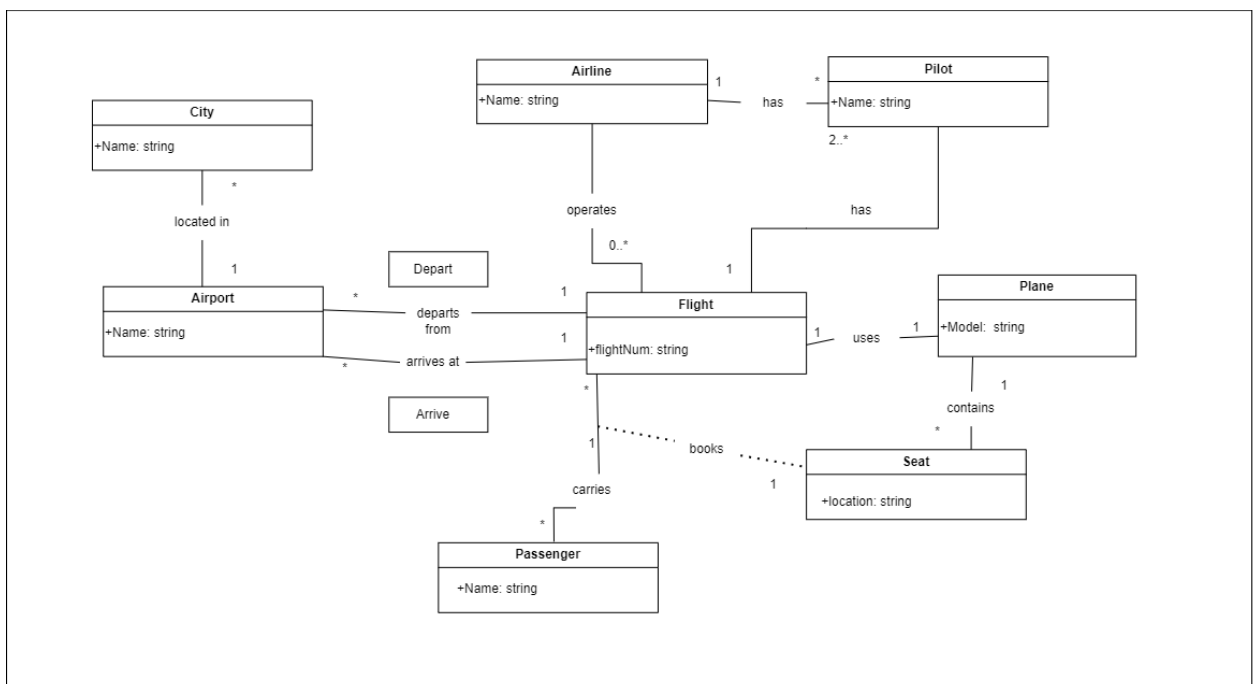 Airline
+Name: string
1
has
*
Pilot
+Name: string
2..*
City
+Name: string
*
located in
1
operates
0..*
has
1
Airport
+Name: string
Depart
*
departs
from
1
*
arrives at
1
Arrive
Flight
+flightNum: string
1
uses
1
Plane
+Model: string
1
contains
*
*
1
books
1
Seat
+location: string
carries
*
Passenger
+Name: string